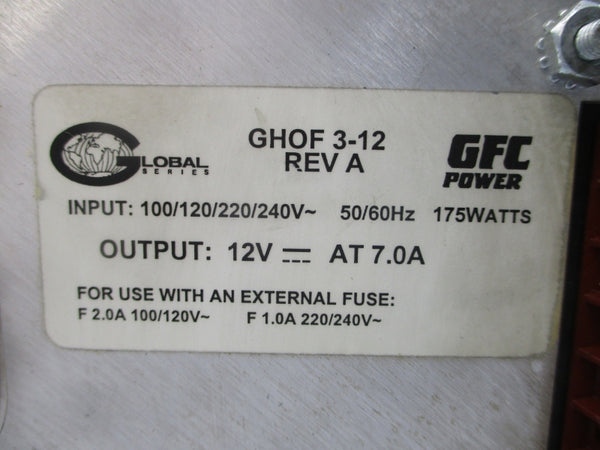 GLOBAL
SERIES
GHOF 3-12
REV A
GFC
POWER
INPUT: 100/120/220/240V~ 50/60Hz 175WATTS
OUTPUT: 12V ⎓ AT 7.0A
FOR USE WITH AN EXTERNAL FUSE:
F 2.0A 100/120V~ F 1.0A 220/240V~